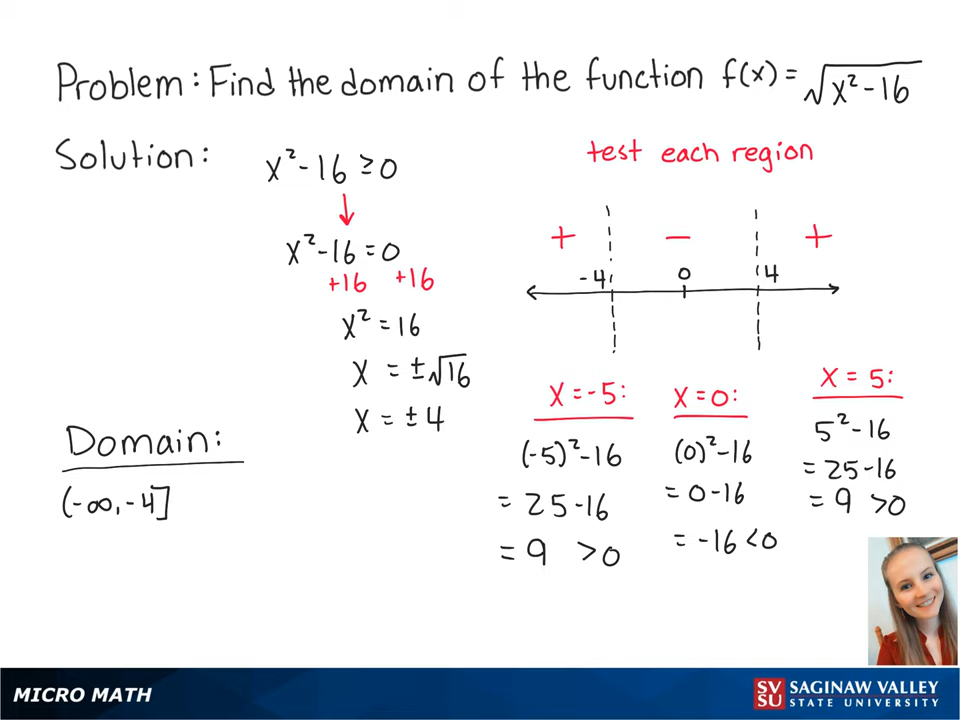 Problem: Find the domain of the function f(x) = √(x² - 16)
Solution:
x² - 16 ≥ 0
↓
x² - 16 = 0
+16 +16
x² = 16
x = ±√16
x = ± 4
test each region
+ - +
-4 0 4
x = -5:
(-5)² - 16
= 25 - 16
= 9 > 0
x = 0:
(0)² - 16
= 0 - 16
= -16 < 0
x = 5:
5² - 16
= 25 - 16
= 9 > 0
Domain:
(-∞, -4]
MICRO MATH
SV
SU
SAGINAW VALLEY
STATE UNIVERSITY